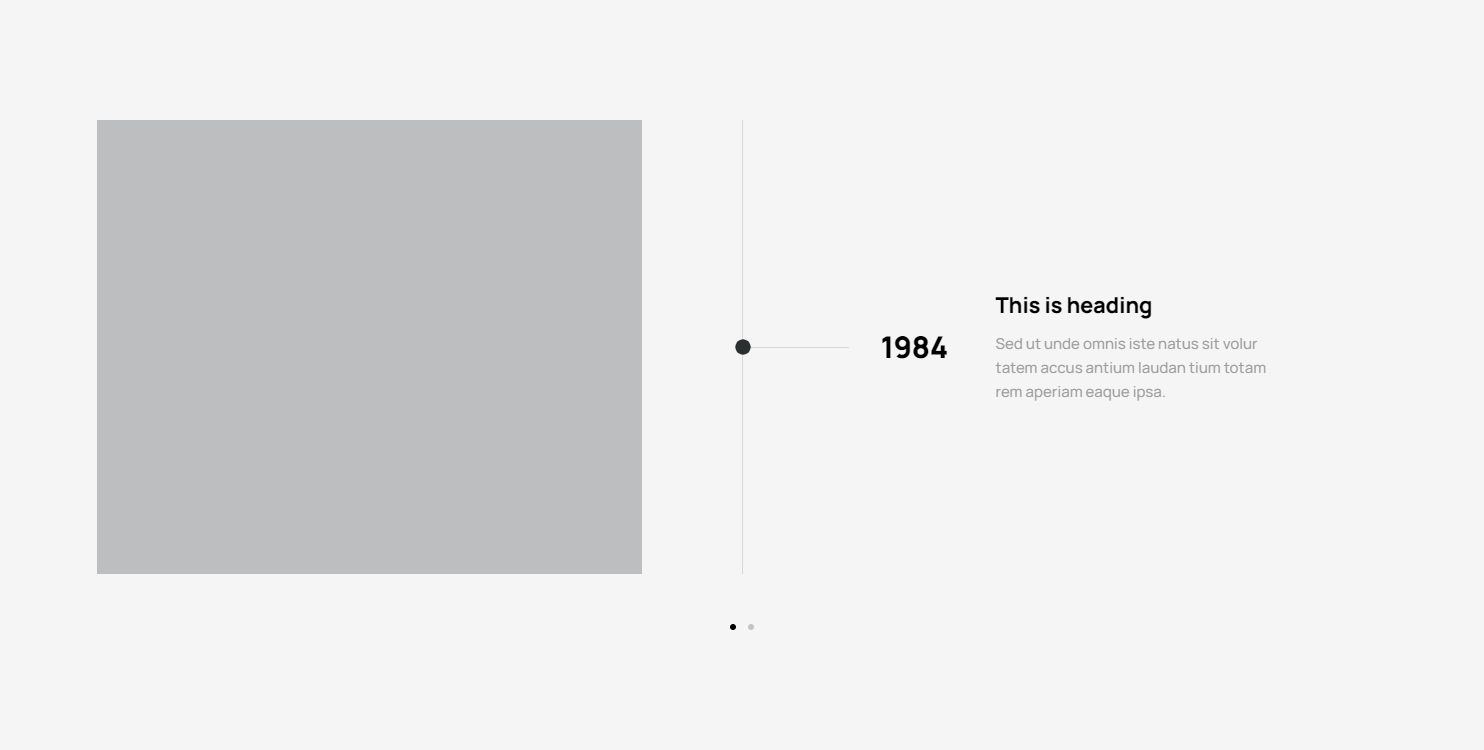 This is heading
1984
Sed ut unde omnis iste natus sit volur
tatem accus antium laudan tium totam
rem aperiam eaque ipsa.